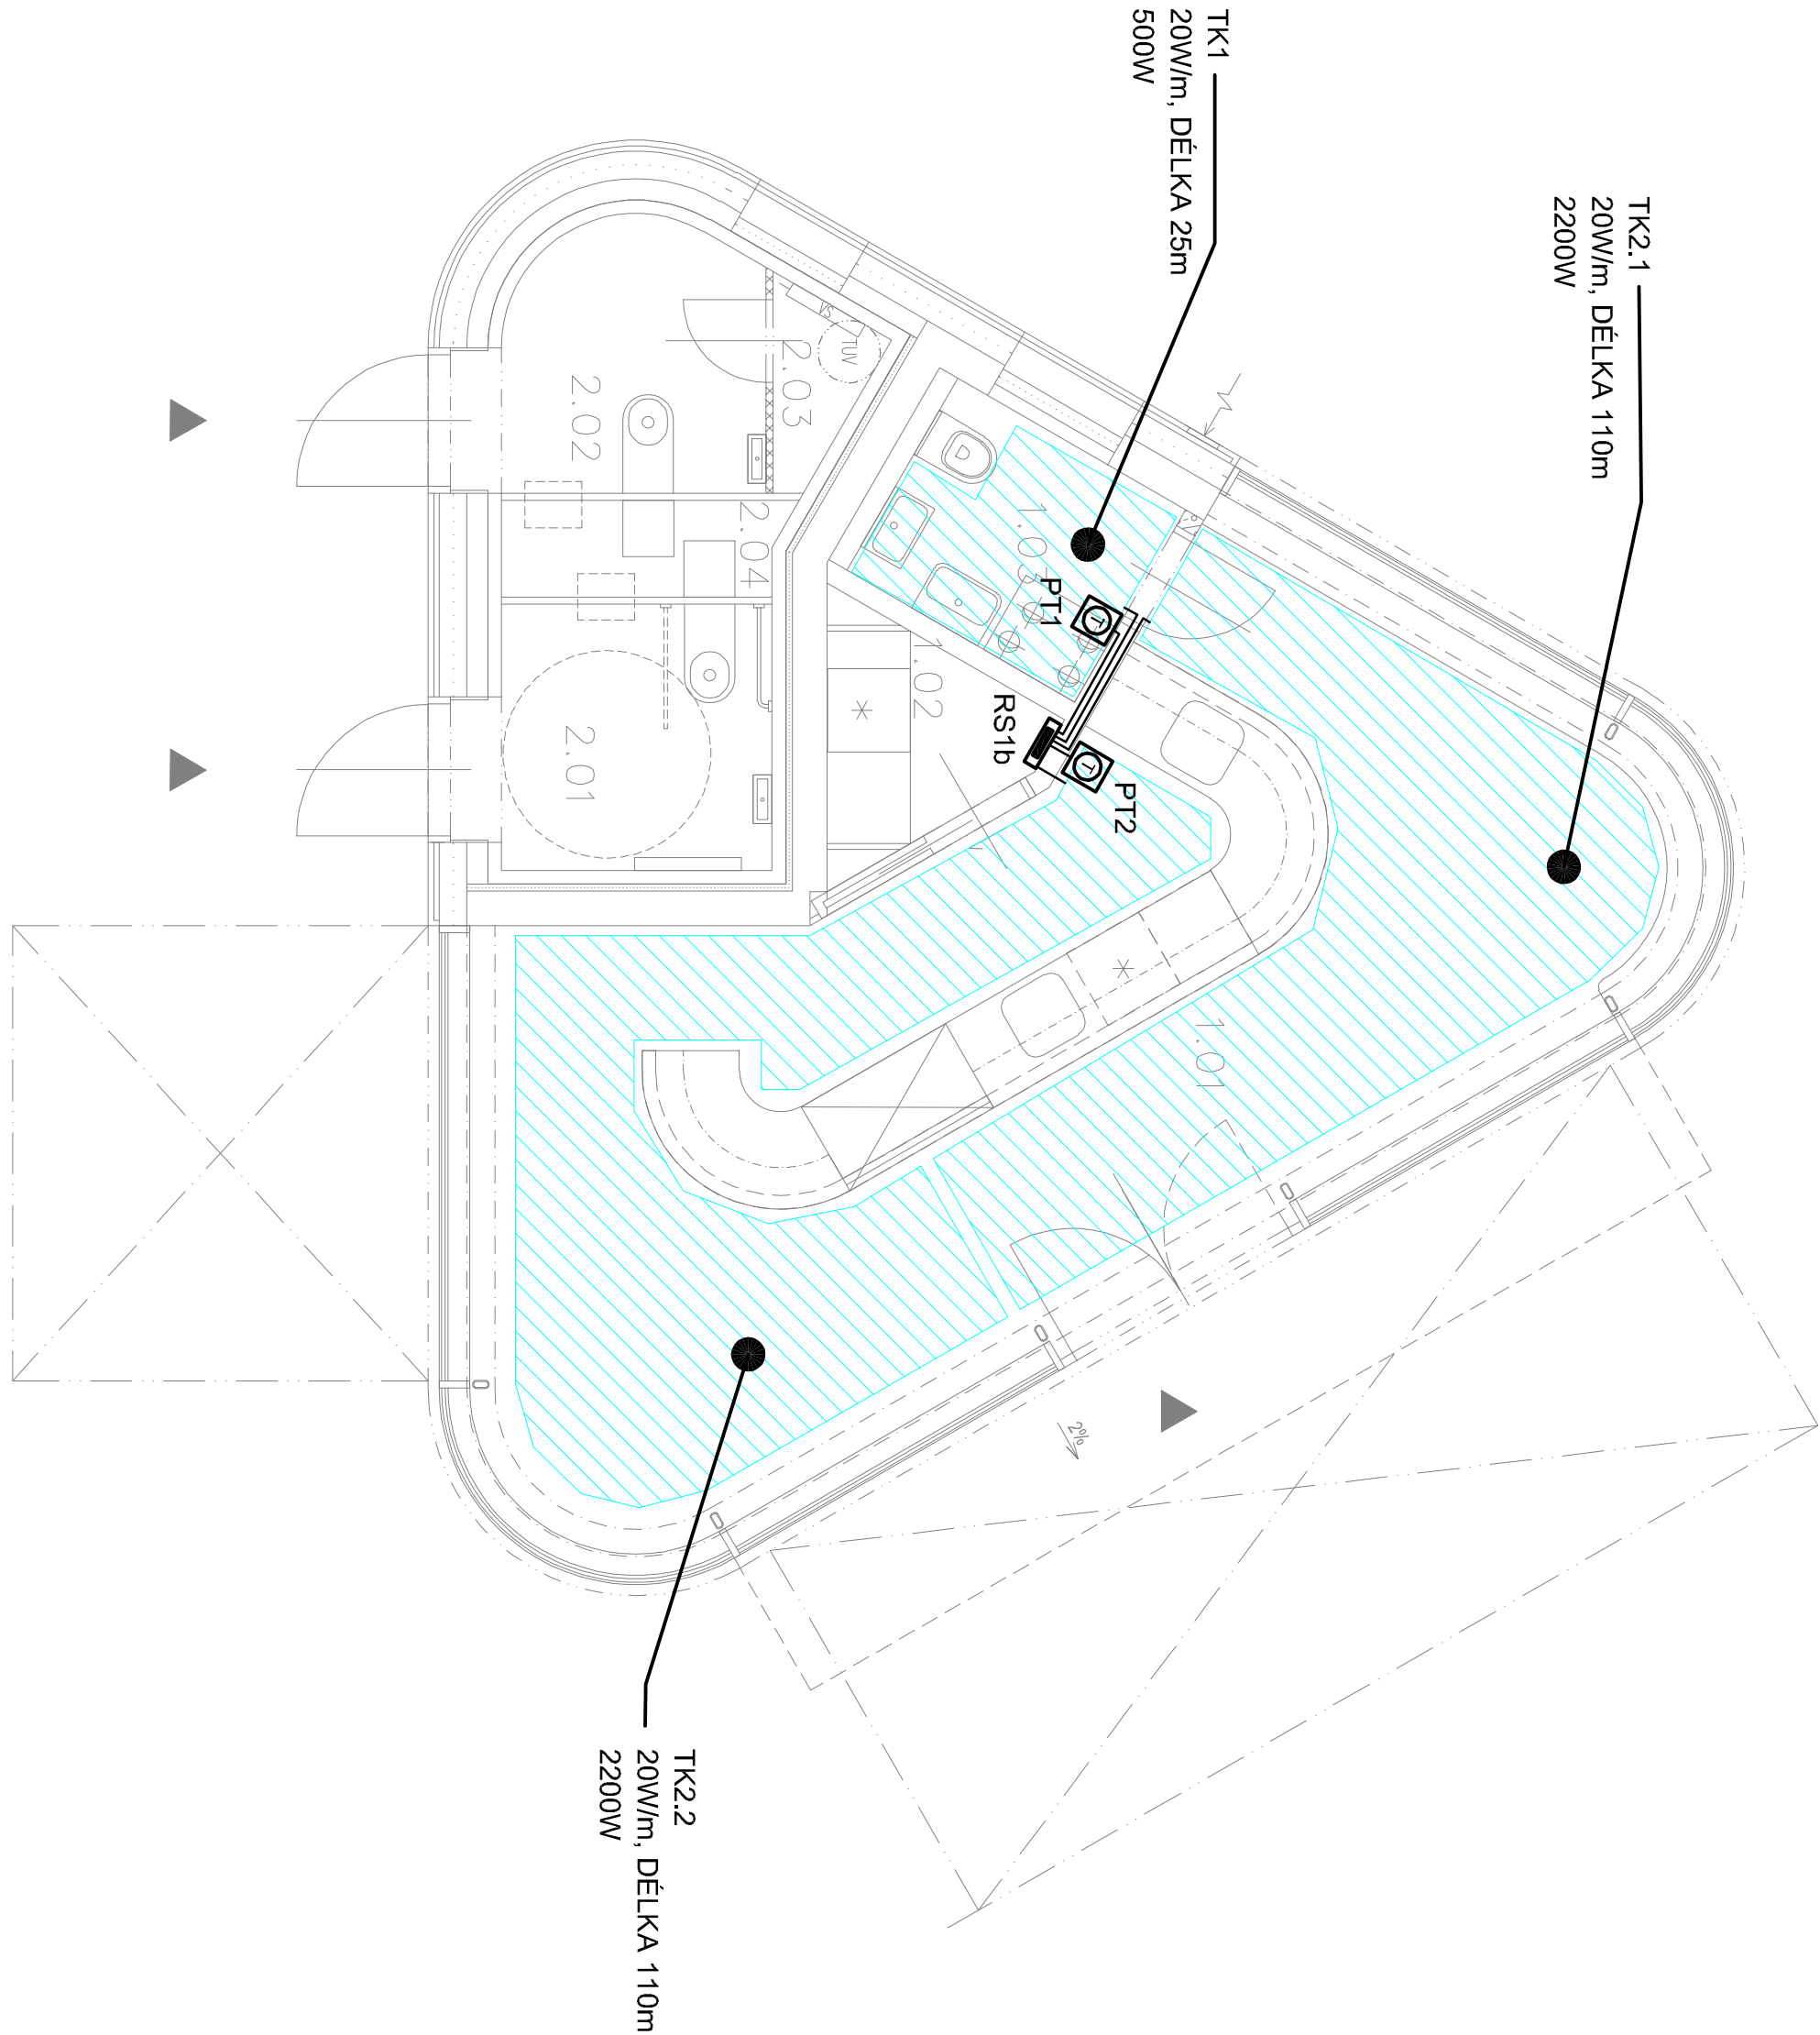 TK1
20W/m, DÉLKA 25m
500W
TK2.1
20W/m, DÉLKA 110m
2200W
VS
TUV
2.03
2.02
2.04
2.01
1.02
1.03
PT1
RS1b
PT2
1.01
2%
TK2.2
20W/m, DÉLKA 110m
2200W